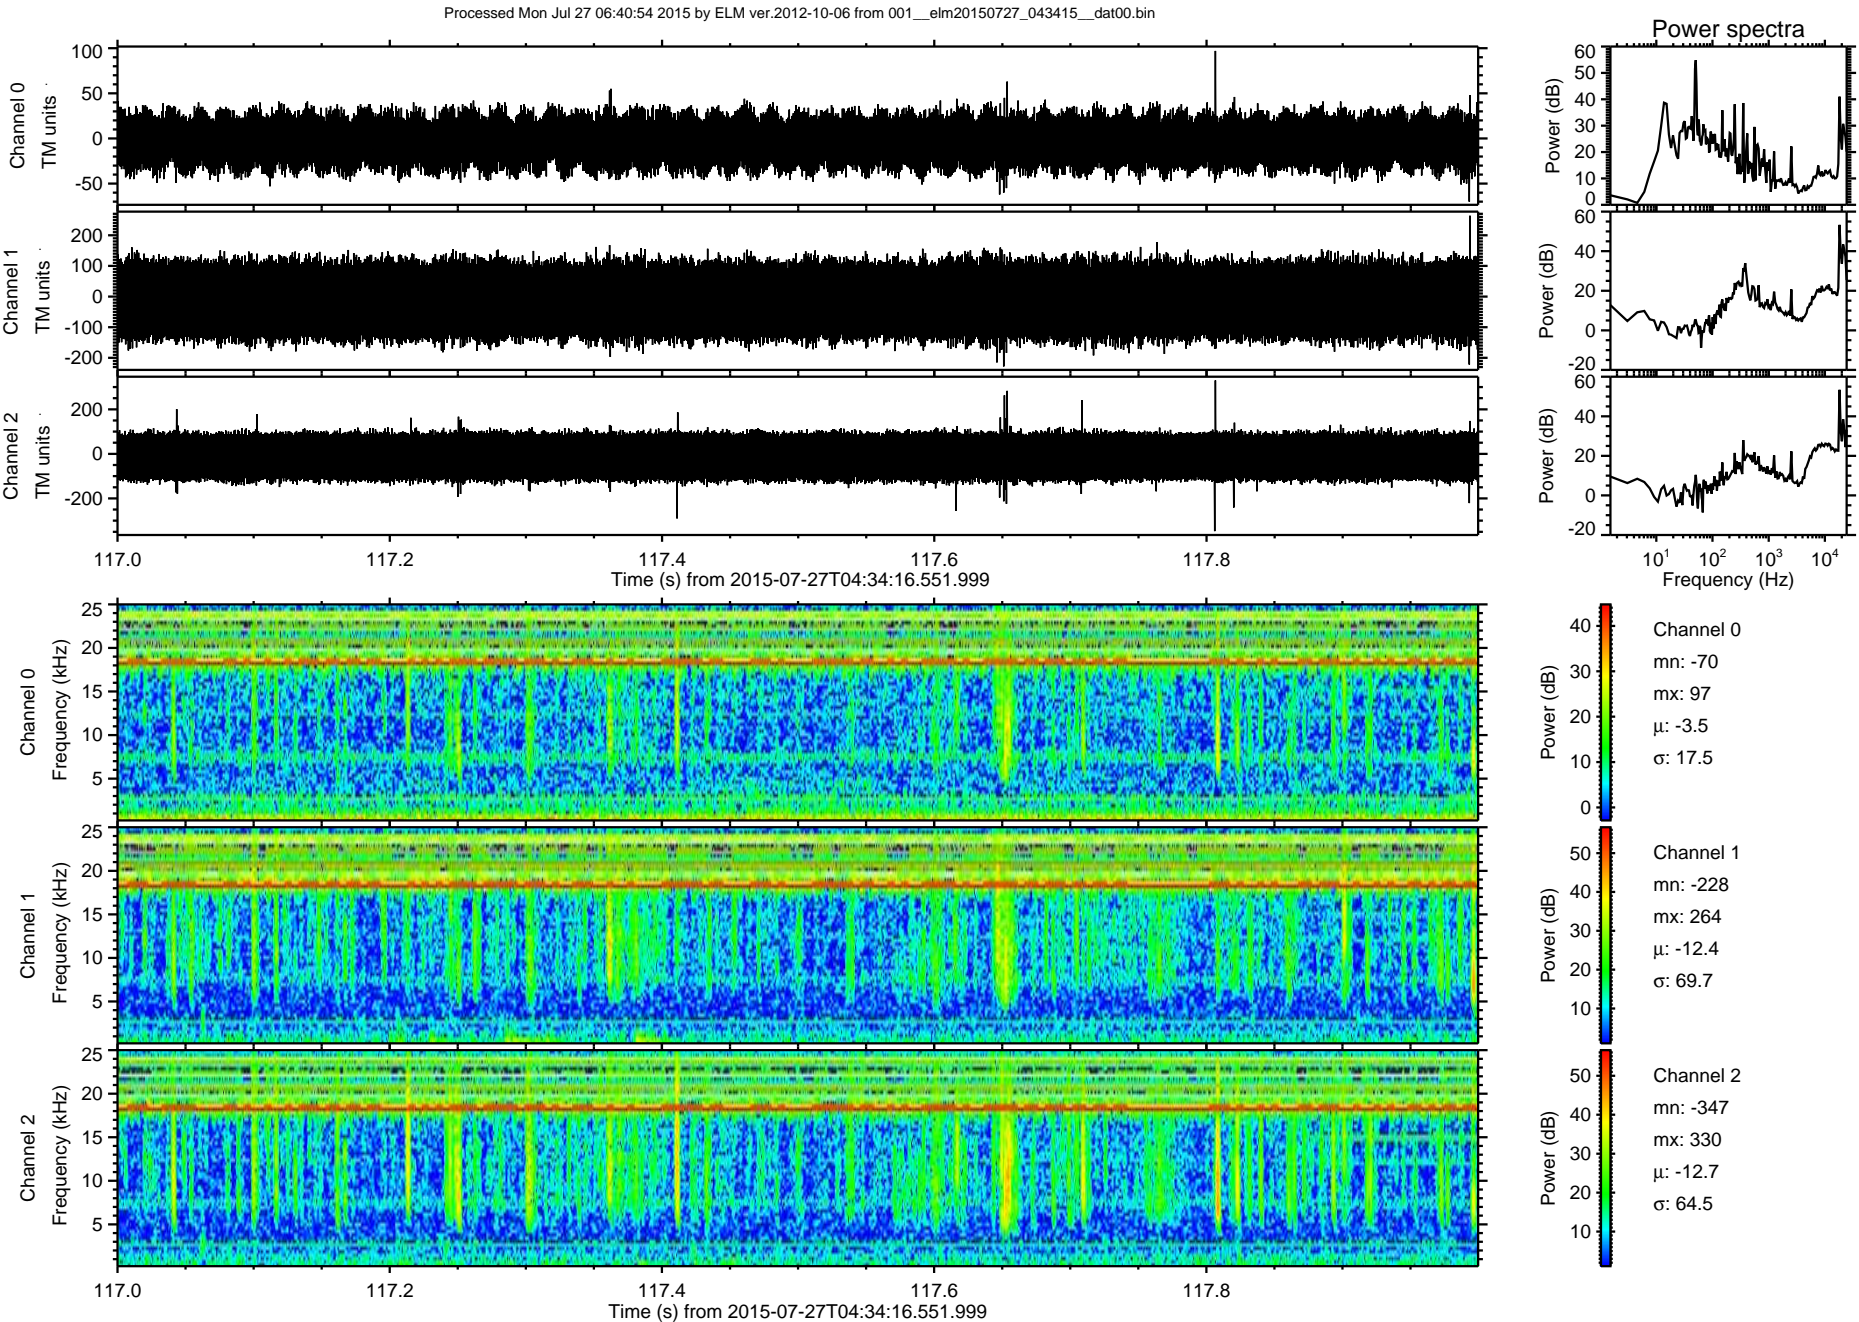 Processed Mon Jul 27 06:40:54 2015 by ELM ver.2012-10-06 from 001__elm20150727_043415__dat00.bin
Power spectra
Channel 0
TM units
100
50
0
-50
Power (dB)
60
50
40
30
20
10
0
Channel 1
TM units
200
100
0
-100
-200
Power (dB)
60
40
20
0
-20
Channel 2
TM units
200
0
-200
Power (dB)
60
40
20
0
-20
117.0 117.2 117.4 117.6 117.8
Time (s) from 2015-07-27T04:34:16.551.999
10^1 10^2 10^3 10^4
Frequency (Hz)
Channel 0
Frequency (kHz)
25
20
15
10
5
Power (dB)
40
30
20
10
0
Channel 0
mn: -70
mx: 97
μ: -3.5
σ: 17.5
Channel 1
Frequency (kHz)
25
20
15
10
5
Power (dB)
50
40
30
20
10
Channel 1
mn: -228
mx: 264
μ: -12.4
σ: 69.7
Channel 2
Frequency (kHz)
25
20
15
10
5
Power (dB)
50
40
30
20
10
Channel 2
mn: -347
mx: 330
μ: -12.7
σ: 64.5
117.0 117.2 117.4 117.6 117.8
Time (s) from 2015-07-27T04:34:16.551.999